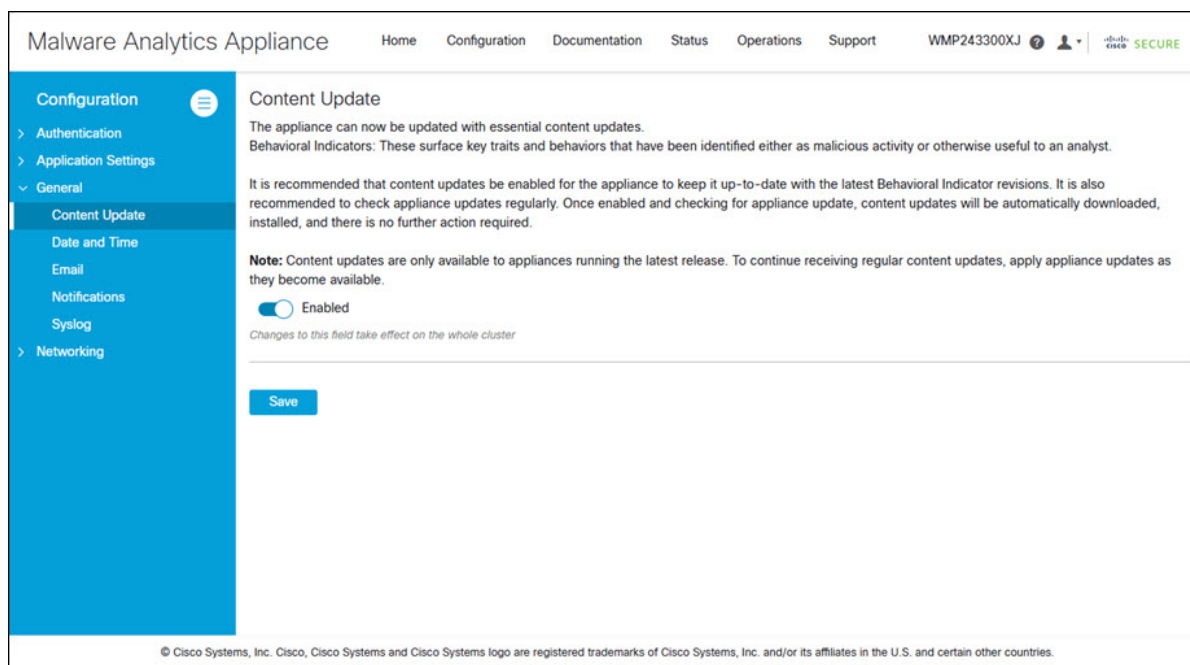 Malware Analytics Appliance
Home Configuration Documentation Status Operations Support
WMP243300XJ
cisco SECURE
Configuration
Authentication
Application Settings
General
Content Update
Date and Time
Email
Notifications
Syslog
Networking
Content Update
The appliance can now be updated with essential content updates.
Behavioral Indicators: These surface key traits and behaviors that have been identified either as malicious activity or otherwise useful to an analyst.
It is recommended that content updates be enabled for the appliance to keep it up-to-date with the latest Behavioral Indicator revisions. It is also
recommended to check appliance updates regularly. Once enabled and checking for appliance update, content updates will be automatically downloaded,
installed, and there is no further action required.
Note: Content updates are only available to appliances running the latest release. To continue receiving regular content updates, apply appliance updates as
they become available.
Enabled
Changes to this field take effect on the whole cluster
Save
© Cisco Systems, Inc. Cisco, Cisco Systems and Cisco Systems logo are registered trademarks of Cisco Systems, Inc. and/or its affiliates in the U.S. and certain other countries.